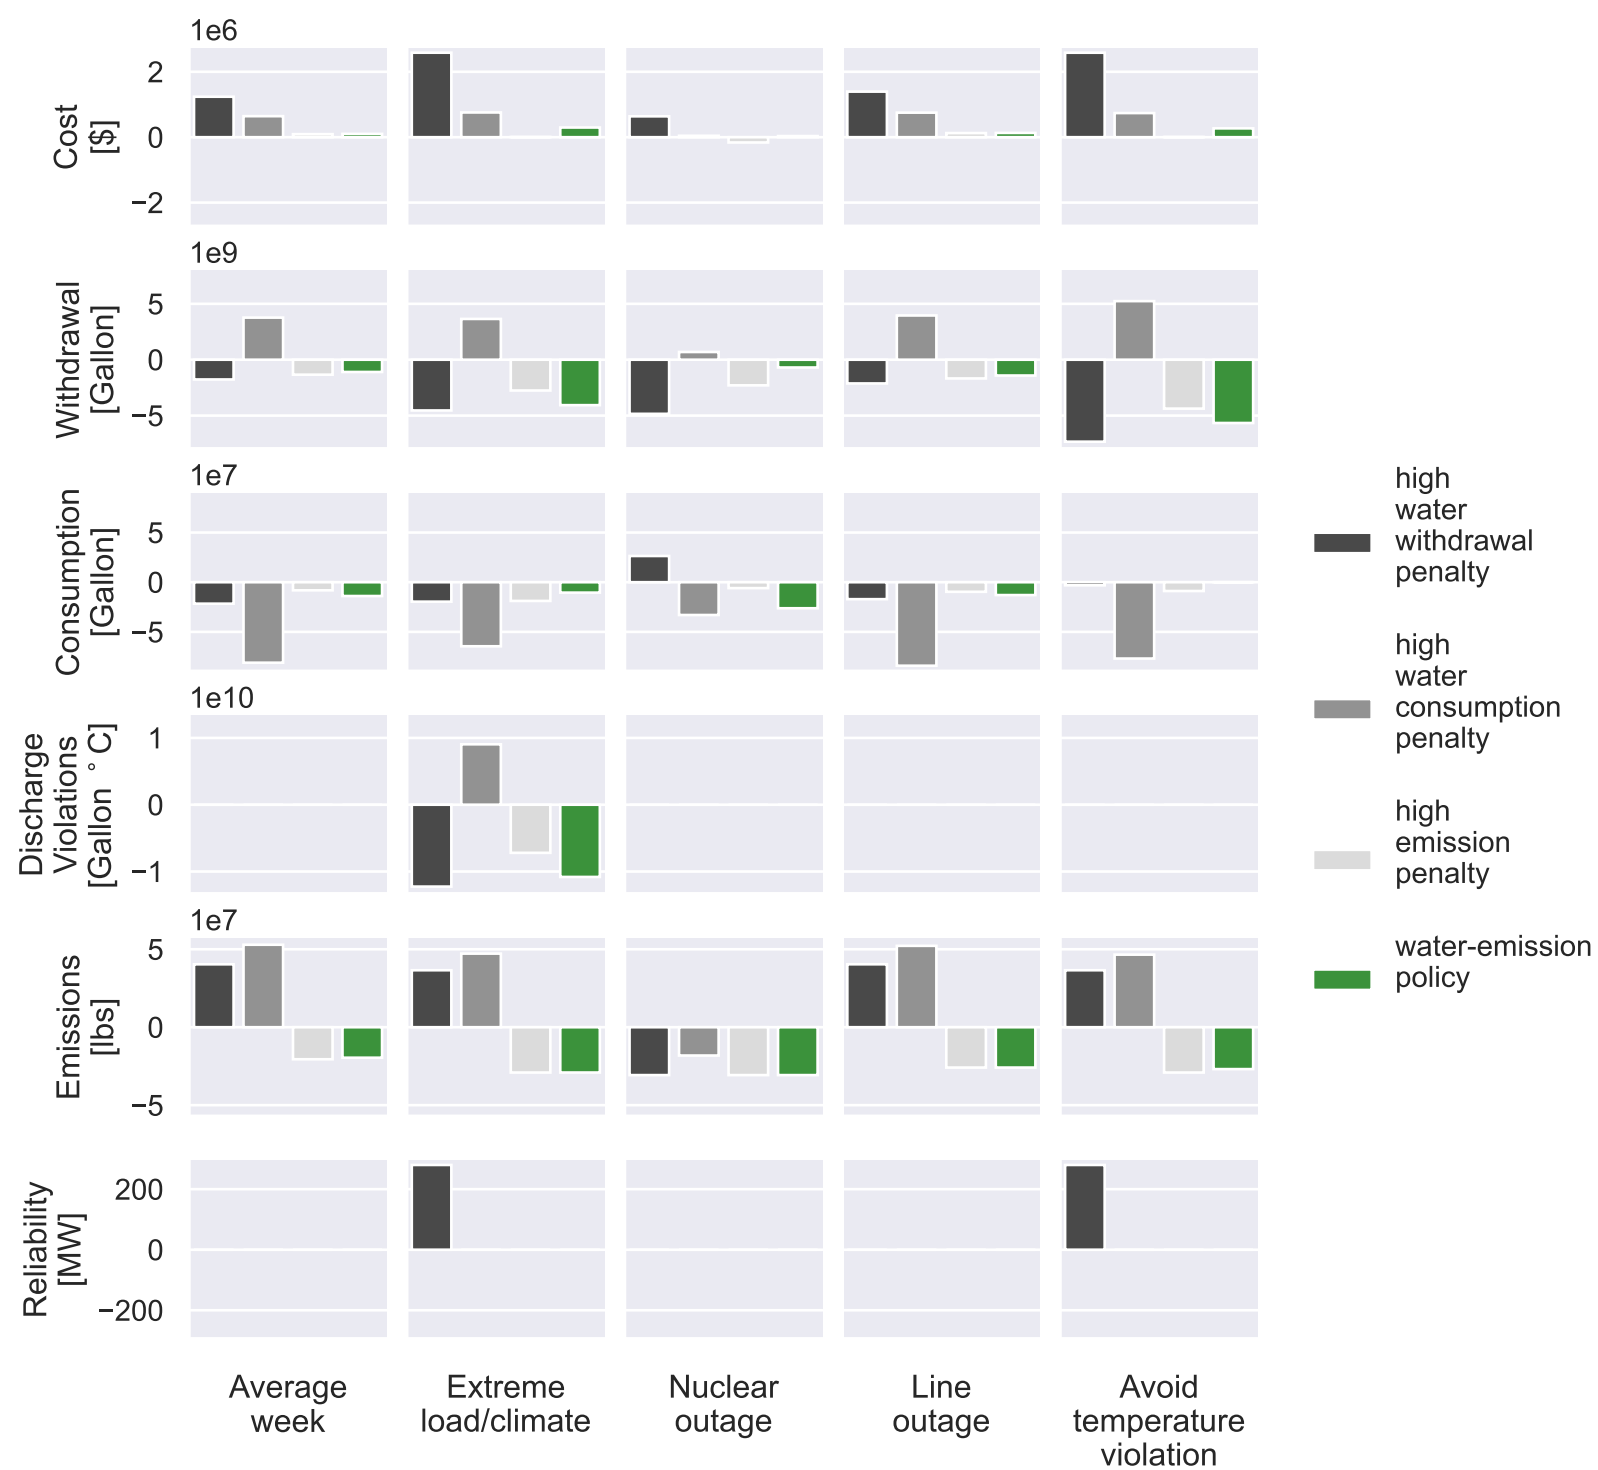 1e6
Cost
[$]
2
0
−2
1e9
Withdrawal
[Gallon]
5
0
−5
1e7
Consumption
[Gallon]
5
0
−5
1e10
Discharge
Violations
[Gallon °C]
1
0
−1
1e7
Emissions
[lbs]
5
0
−5
Reliability
[MW]
200
0
−200
Average
week
Extreme
load/climate
Nuclear
outage
Line
outage
Avoid
temperature
violation
high
water
withdrawal
penalty
high
water
consumption
penalty
high
emission
penalty
water-emission
policy